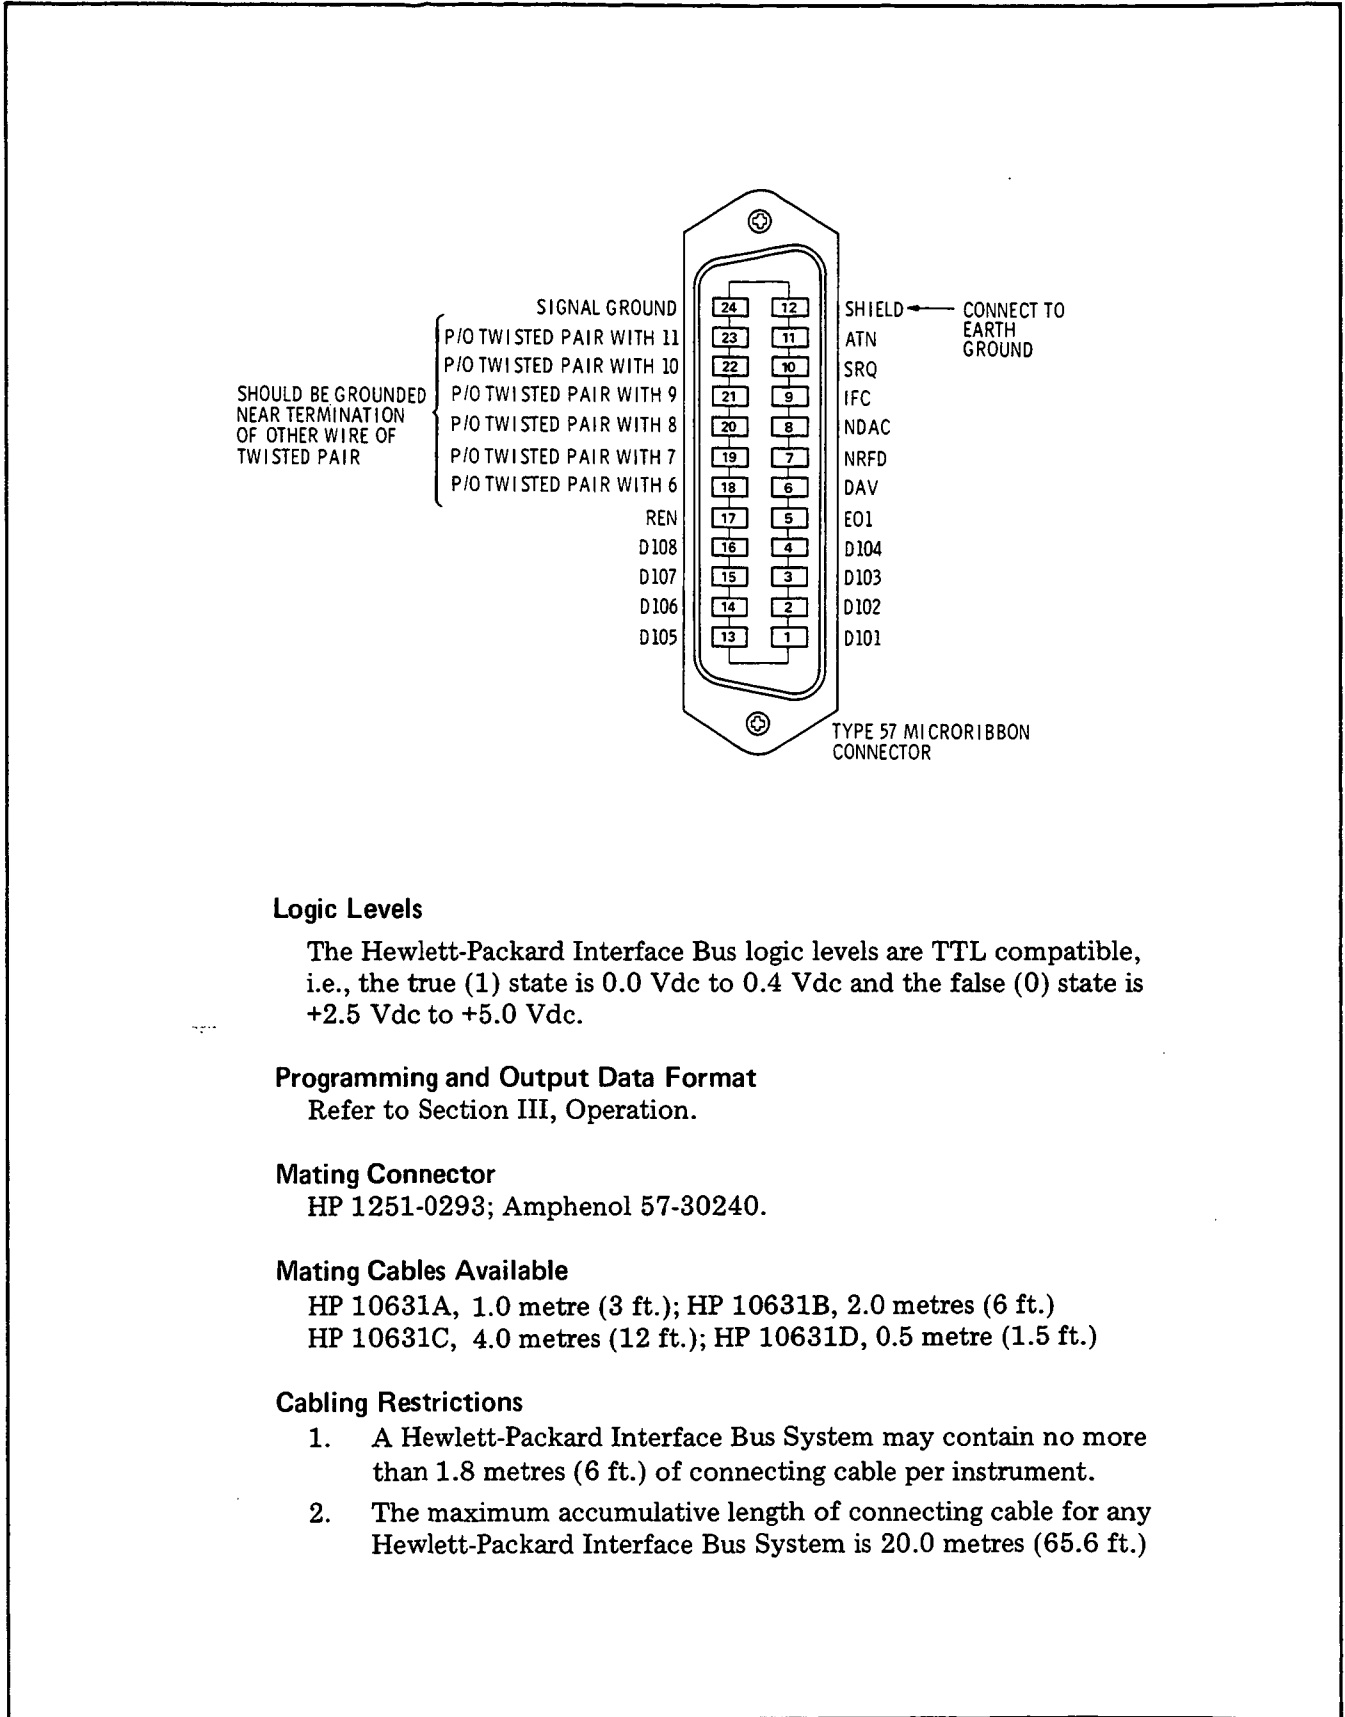 SIGNAL GROUND 24 12 SHIELD CONNECT TO
EARTH
GROUND
P/O TWISTED PAIR WITH 11 23 11 ATN
P/O TWISTED PAIR WITH 10 22 10 SRQ
P/O TWISTED PAIR WITH 9 21 9 IFC
P/O TWISTED PAIR WITH 8 20 8 NDAC
P/O TWISTED PAIR WITH 7 19 7 NRFD
P/O TWISTED PAIR WITH 6 18 6 DAV
SHOULD BE GROUNDED
NEAR TERMINATION
OF OTHER WIRE OF
TWISTED PAIR
REN 17 5 EO1
D108 16 4 D104
D107 15 3 D103
D106 14 2 D102
D105 13 1 D101
TYPE 57 MICRORIBBON
CONNECTOR
Logic Levels
The Hewlett-Packard Interface Bus logic levels are TTL compatible,
i.e., the true (1) state is 0.0 Vdc to 0.4 Vdc and the false (0) state is
+2.5 Vdc to +5.0 Vdc.
Programming and Output Data Format
Refer to Section III, Operation.
Mating Connector
HP 1251-0293; Amphenol 57-30240.
Mating Cables Available
HP 10631A, 1.0 metre (3 ft.); HP 10631B, 2.0 metres (6 ft.)
HP 10631C, 4.0 metres (12 ft.); HP 10631D, 0.5 metre (1.5 ft.)
Cabling Restrictions
1. A Hewlett-Packard Interface Bus System may contain no more
than 1.8 metres (6 ft.) of connecting cable per instrument.
2. The maximum accumulative length of connecting cable for any
Hewlett-Packard Interface Bus System is 20.0 metres (65.6 ft.)